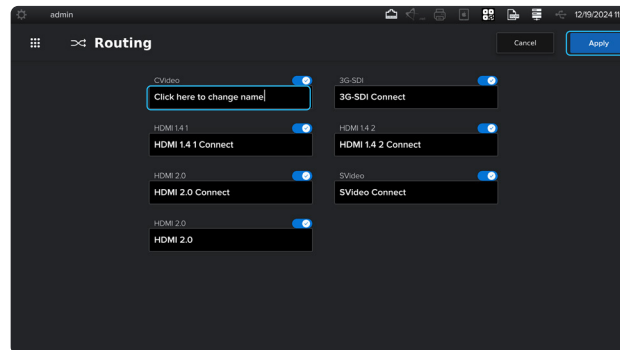 admin
12/19/2024 11
Routing
Cancel
Apply
CVideo
3G-SDI
Click here to change name
3G-SDI Connect
HDMI 1.4 1
HDMI 1.4 2
HDMI 1.4 1 Connect
HDMI 1.4 2 Connect
HDMI 2.0
SVideo
HDMI 2.0 Connect
SVideo Connect
HDMI 2.0
HDMI 2.0